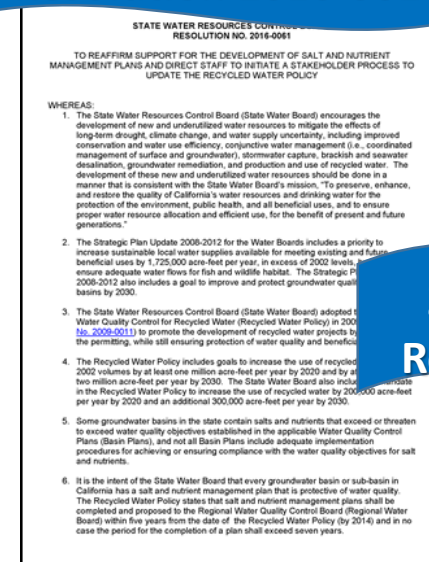 STATE WATER RESOURCES CONTROL
RESOLUTION NO. 2016-0061
TO REAFFIRM SUPPORT FOR THE DEVELOPMENT OF SALT AND NUTRIENT
MANAGEMENT PLANS AND DIRECT STAFF TO INITIATE A STAKEHOLDER PROCESS TO
UPDATE THE RECYCLED WATER POLICY
WHEREAS:
1. The State Water Resources Control Board (State Water Board) encourages the
development of new and underutilized water resources to mitigate the effects of
long-term drought, climate change, and water supply uncertainty, including improved
conservation and water use efficiency, conjunctive water management (i.e., coordinated
management of surface and groundwater), stormwater capture, brackish and seawater
desalination, groundwater remediation, and production and use of recycled water. The
development of these new and underutilized water resources should be done in a
manner that is consistent with the State Water Board's mission, "To preserve, enhance,
and restore the quality of California's water resources and drinking water for the
protection of the environment, public health, and all beneficial uses, and to ensure
proper water resource allocation and efficient use, for the benefit of present and future
generations."
2. The Strategic Plan Update 2008-2012 for the Water Boards includes a priority to
increase sustainable local water supplies available for meeting existing and future
beneficial uses by 1,725,000 acre-feet per year, in excess of 2002 levels,
ensure adequate water flows for fish and wildlife habitat. The Strategic
2008-2012 also includes a goal to improve and protect groundwater
basins by 2030.
3. The State Water Resources Control Board (State Water Board) adopted
Water Quality Control for Recycled Water (Recycled Water Policy) in
No. 2009-0011) to promote the development of recycled water projects by
the permitting, while still ensuring protection of water quality and
R
4. The Recycled Water Policy includes goals to increase the use of recycled
2002 volumes by at least one million acre-feet per year by 2020 and by at
two million acre-feet per year by 2030. The State Water Board also
in the Recycled Water Policy to increase the use of recycled water by 200,000 acre-feet
per year by 2020 and an additional 300,000 acre-feet per year by 2030.
5. Some groundwater basins in the state contain salts and nutrients that exceed or threaten
to exceed water quality objectives established in the applicable Water Quality Control
Plans (Basin Plans), and not all Basin Plans include adequate implementation
procedures for achieving or ensuring compliance with the water quality objectives for salt
and nutrients.
6. It is the intent of the State Water Board that every groundwater basin or sub-basin in
California has a salt and nutrient management plan that is protective of water quality.
The Recycled Water Policy states that salt and nutrient management plans shall be
completed and proposed to the Regional Water Quality Control Board (Regional Water
Board) within five years from the date of the Recycled Water Policy (by 2014) and in no
case the period for the completion of a plan shall exceed seven years.